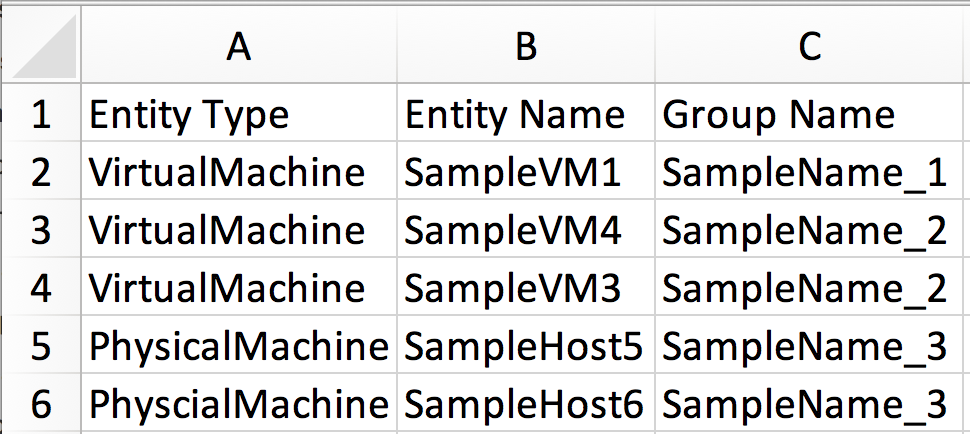 A B C
1 Entity Type Entity Name Group Name
2 VirtualMachine SampleVM1 SampleName_1
3 VirtualMachine SampleVM4 SampleName_2
4 VirtualMachine SampleVM3 SampleName_2
5 PhysicalMachine SampleHost5 SampleName_3
6 PhyscialMachine SampleHost6 SampleName_3